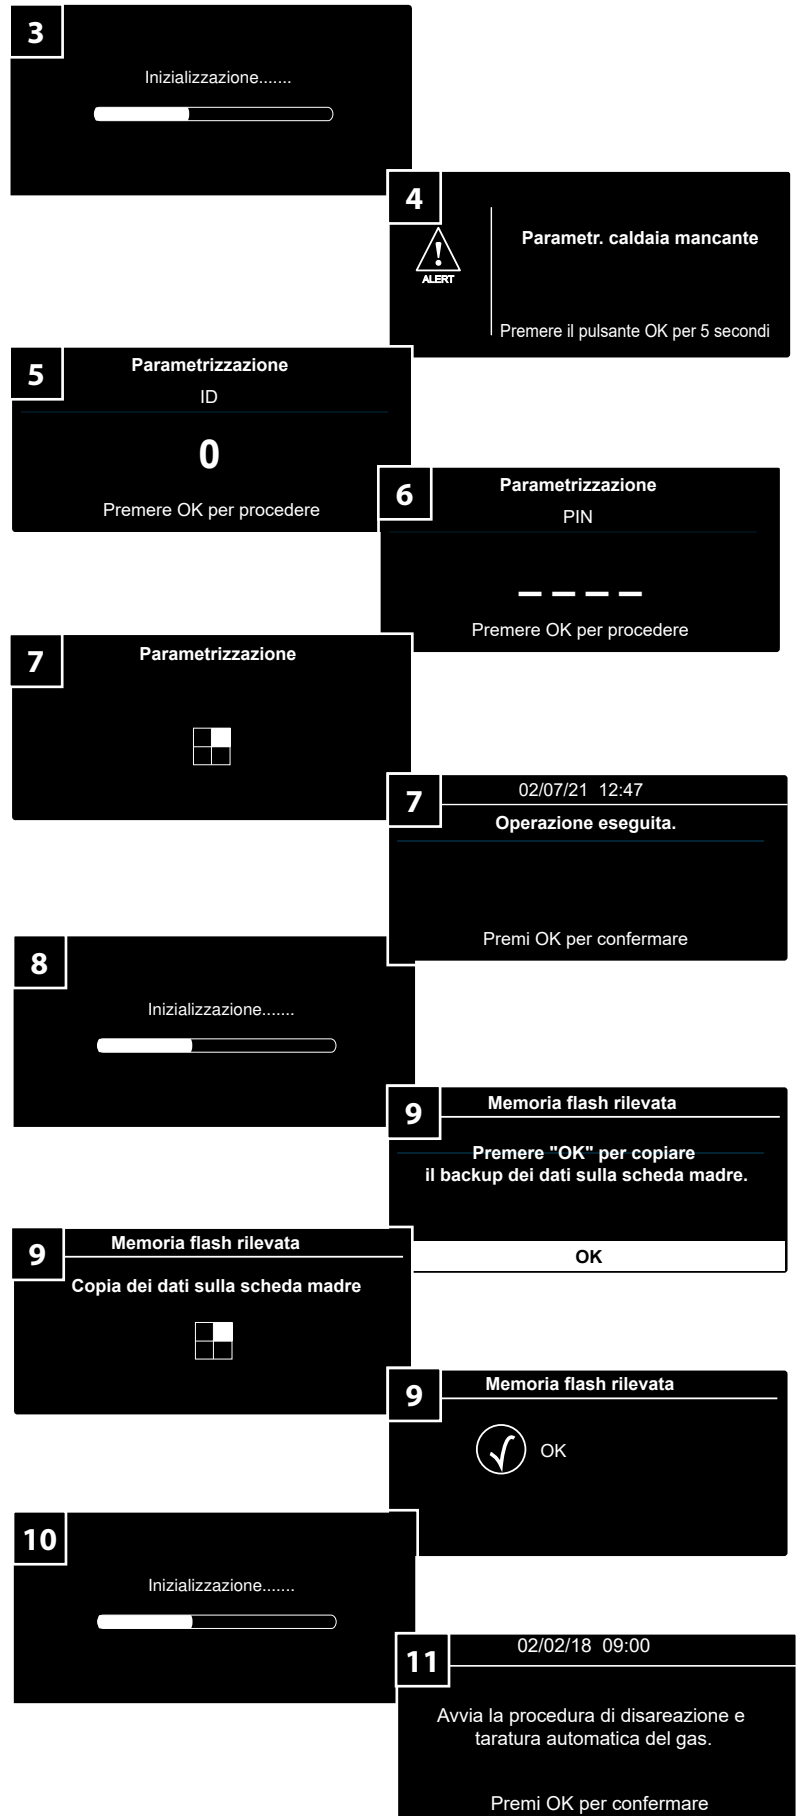 3
Inizializzazione.......
4
ALERT
Parametr. caldaia mancante
Premere il pulsante OK per 5 secondi
5
Parametrizzazione
ID
0
Premere OK per procedere
6
Parametrizzazione
PIN
_ _ _ _
Premere OK per procedere
7
Parametrizzazione
7
02/07/21 12:47
Operazione eseguita.
Premi OK per confermare
8
Inizializzazione.......
9
Memoria flash rilevata
Premere "OK" per copiare
il backup dei dati sulla scheda madre.
OK
9
Memoria flash rilevata
Copia dei dati sulla scheda madre
9
Memoria flash rilevata
OK
10
Inizializzazione.......
11
02/02/18 09:00
Avvia la procedura di disareazione e
taratura automatica del gas.
Premi OK per confermare